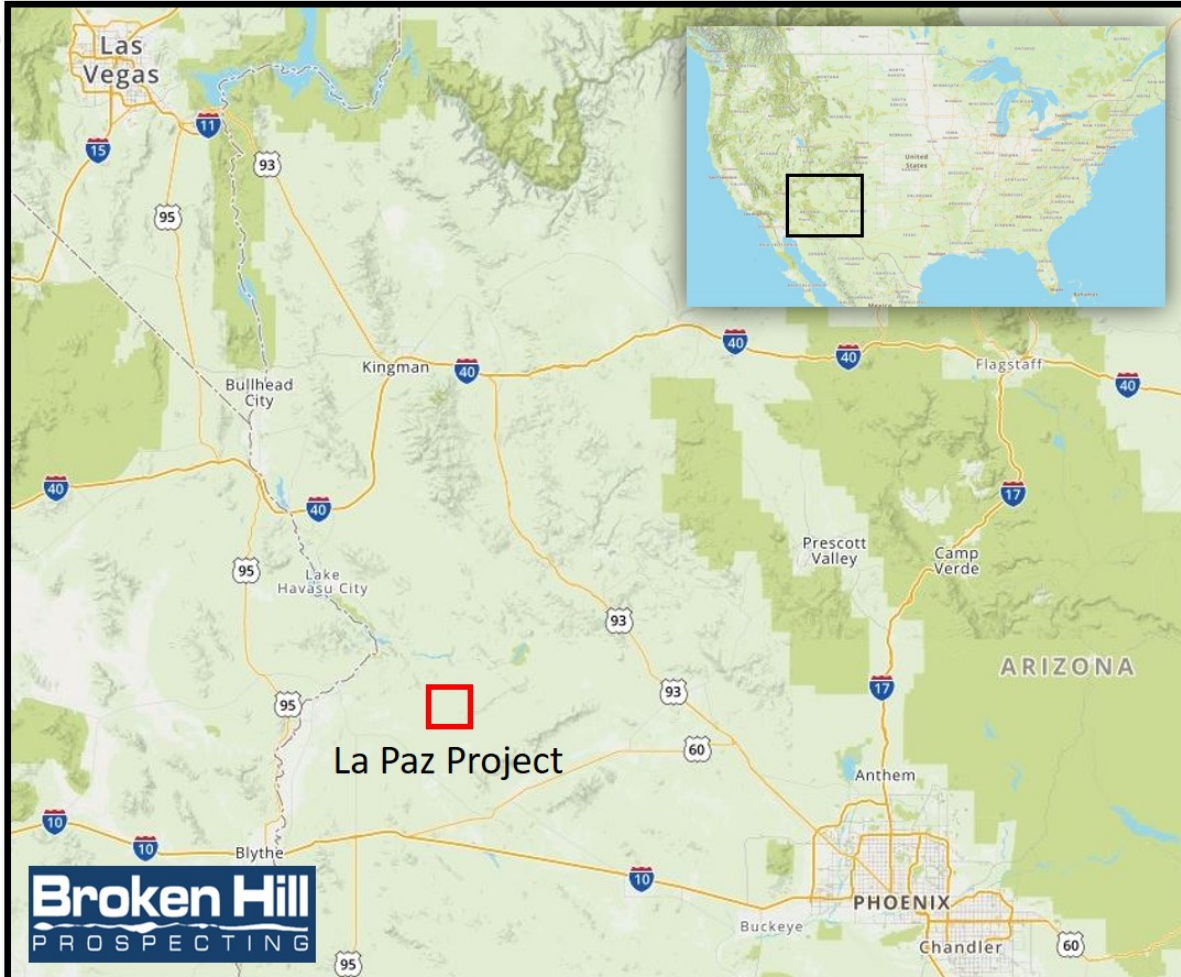 Las
Vegas
11
15
93
95
United
States
40
Kingman
40
40
Flagstaff
40
Bullhead
City
40
40
17
Prescott
Valley
Camp
Verde
95
Lake
Havasu City
93
ARIZONA
95
93
17
La Paz Project
60
Anthem
10
10
Blythe
10
PHOENIX
Buckeye
Chandler
60
95
Broken Hill
PROSPECTING